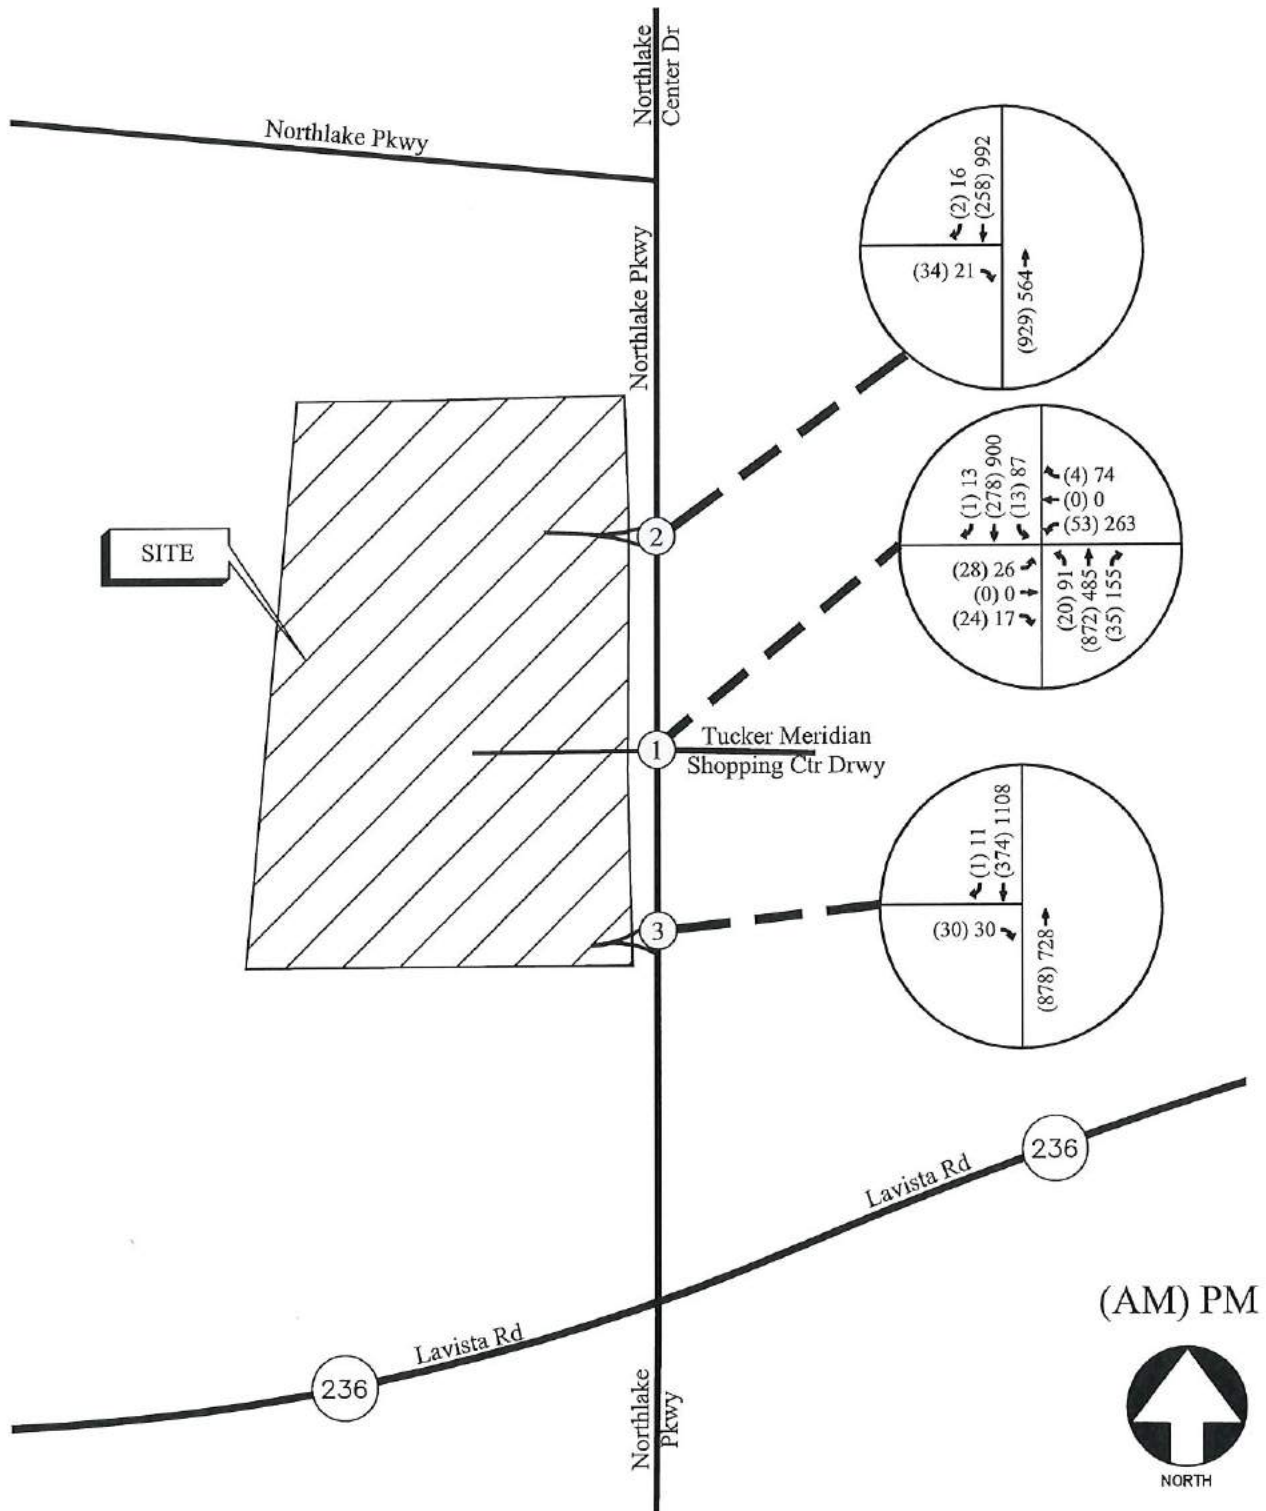 Northlake
Center Dr
Northlake Pkwy
Northlake Pkwy
(2) 16
(258) 992
(34) 21
(929) 564
SITE
2
(1) 13
(278) 900
(13) 87
(4) 74
(0) 0
(53) 263
(28) 26
(0) 0
(24) 17
(20) 91
(872) 485
(35) 155
1
Tucker Meridian
Shopping Ctr Drwy
3
(1) 11
(374) 1108
(30) 30
(878) 728
236
Lavista Rd
Lavista Rd
236
Northlake
Pkwy
(AM) PM
NORTH